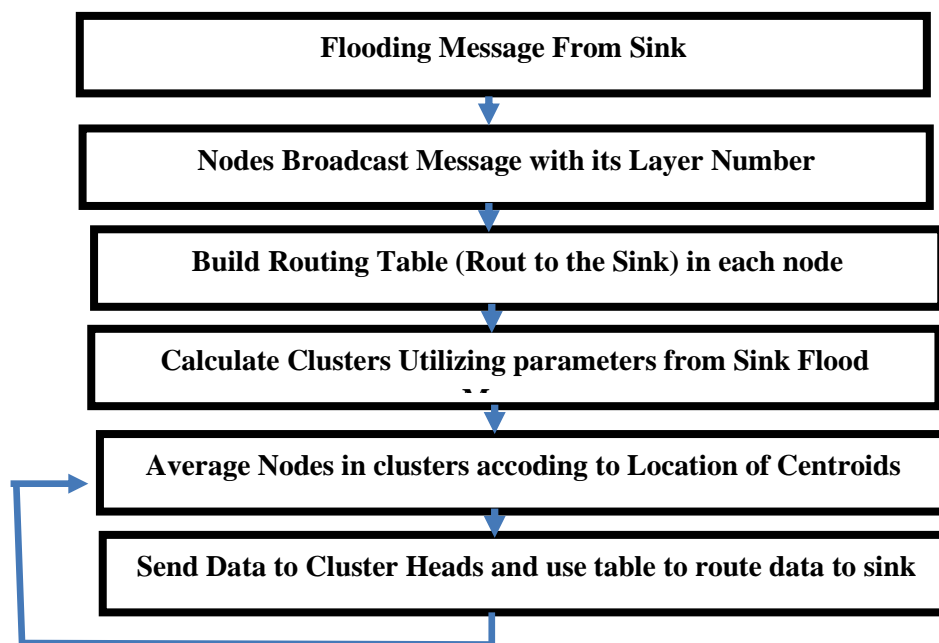 Flooding Message From Sink
Nodes Broadcast Message with its Layer Number
Build Routing Table (Rout to the Sink) in each node
Calculate Clusters Utilizing parameters from Sink Flood
Average Nodes in clusters accoding to Location of Centroids
Send Data to Cluster Heads and use table to route data to sink